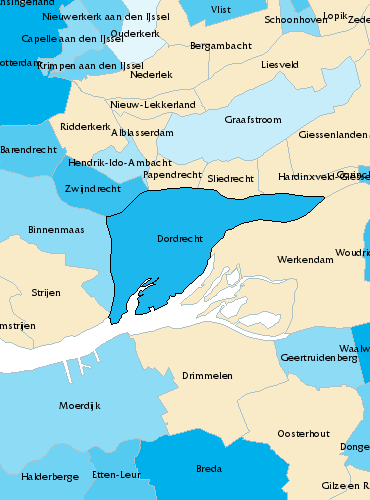 nsingerland
Nieuwerkerk aan den IJssel
Vlist
Schoonhoven
Lopik
Zede
Capelle aan den IJssel
Ouderkerk
Bergambacht
otterdam
Krimpen aan den IJssel
Nederlek
Liesveld
Nieuw-Lekkerland
Graafstroom
Ridderkerk
Alblasserdam
Giessenlanden
Barendrecht
Hendrik-Ido-Ambacht
Papendrecht
Sliedrecht
Hardinxveld-Giesse
Zwijndrecht
Binnenmaas
Dordrecht
Woudric
Werkendam
Strijen
mstrijen
Waalw
Geertruidenberg
Drimmelen
Moerdijk
Oosterhout
Donge
Halderberge
Etten-Leur
Breda
Gilze en R